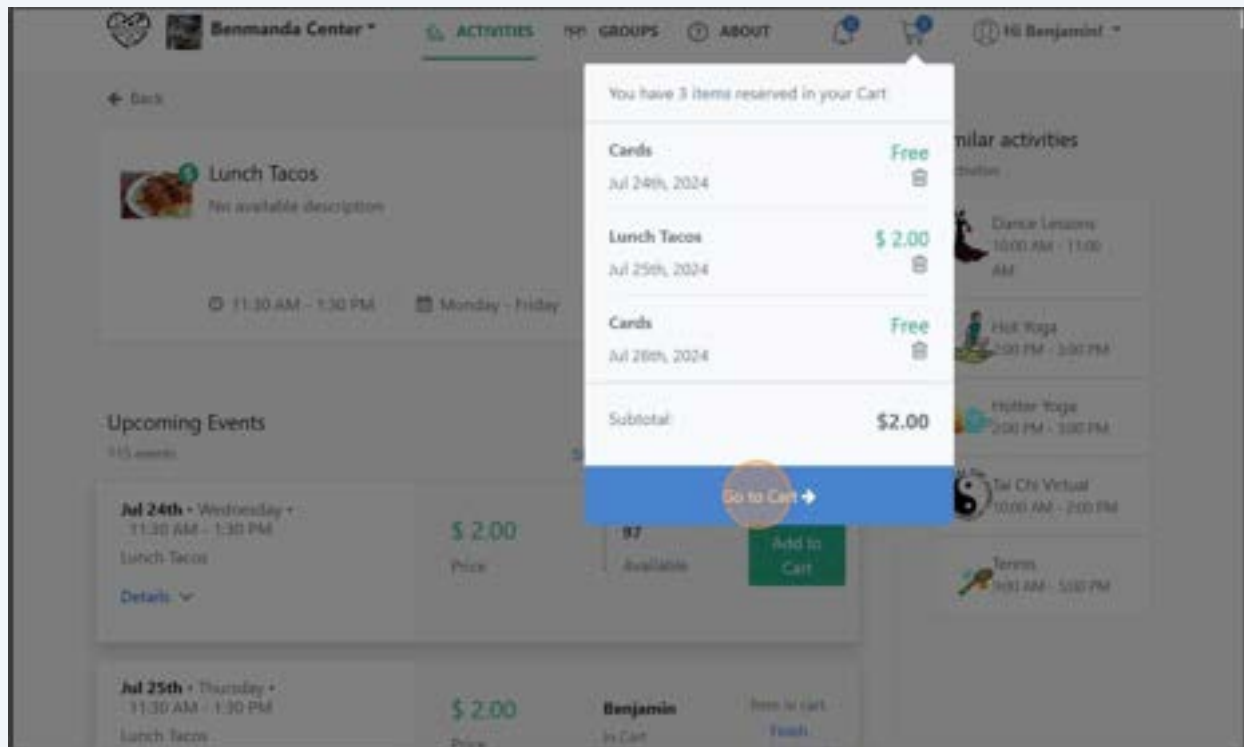 Benmanda Center
ACTIVITIES
GROUPS
ABOUT
Hi Benjamin!
Back
Lunch Tacos
No available description
11:30 AM - 1:30 PM
Monday - Friday
You have 3 items reserved in your Cart
Cards
Free
Jul 24th, 2024
Lunch Tacos
$ 2.00
Jul 25th, 2024
Cards
Free
Jul 26th, 2024
Subtotal:
$2.00
Go to Cart
milar activities
Dance Lessons
10:00 AM - 11:00
AM
Hot Yoga
2:00 PM - 3:00 PM
Hotter Yoga
2:00 PM - 3:00 PM
Tai Chi Virtual
10:00 AM - 2:00 PM
Tennis
9:00 AM - 5:00 PM
Upcoming Events
115 events
Jul 24th • Wednesday •
11:30 AM - 1:30 PM
Lunch Tacos
Details
$ 2.00
Price
97
Available
Add to
Cart
Jul 25th • Thursday •
11:30 AM - 1:30 PM
Lunch Tacos
$ 2.00
Price
Benjamin
In Cart
Item in cart
Finish